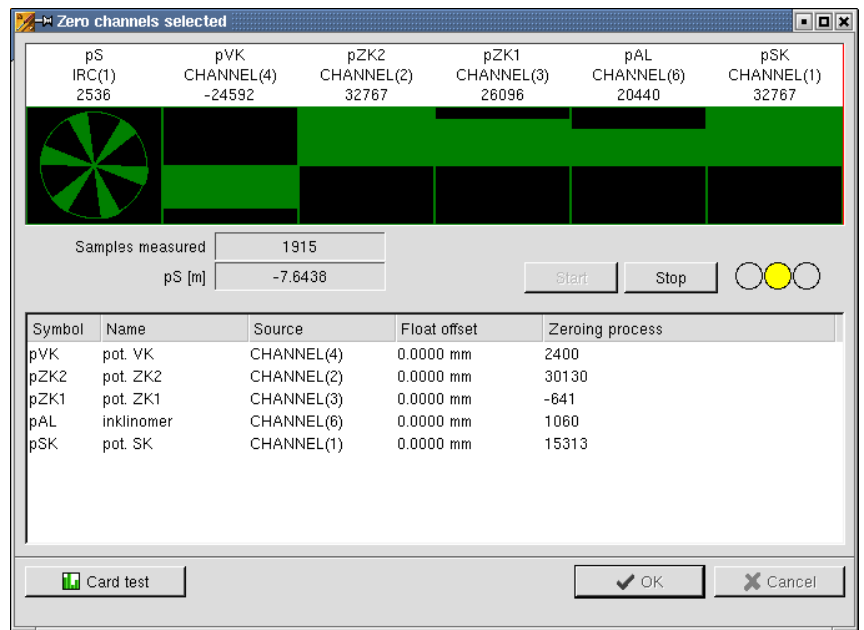 Zero channels selected
pS pVK pZK2 pZK1 pAL pSK
IRC(1) CHANNEL(4) CHANNEL(2) CHANNEL(3) CHANNEL(6) CHANNEL(1)
2536 -24592 32767 26096 20440 32767
Samples measured 1915
pS [m] -7.6438
Start Stop
Symbol Name Source Float offset Zeroing process
pVK pot. VK CHANNEL(4) 0.0000 mm 2400
pZK2 pot. ZK2 CHANNEL(2) 0.0000 mm 30130
pZK1 pot. ZK1 CHANNEL(3) 0.0000 mm -641
pAL inklinomer CHANNEL(6) 0.0000 mm 1060
pSK pot. SK CHANNEL(1) 0.0000 mm 15313
Card test OK Cancel